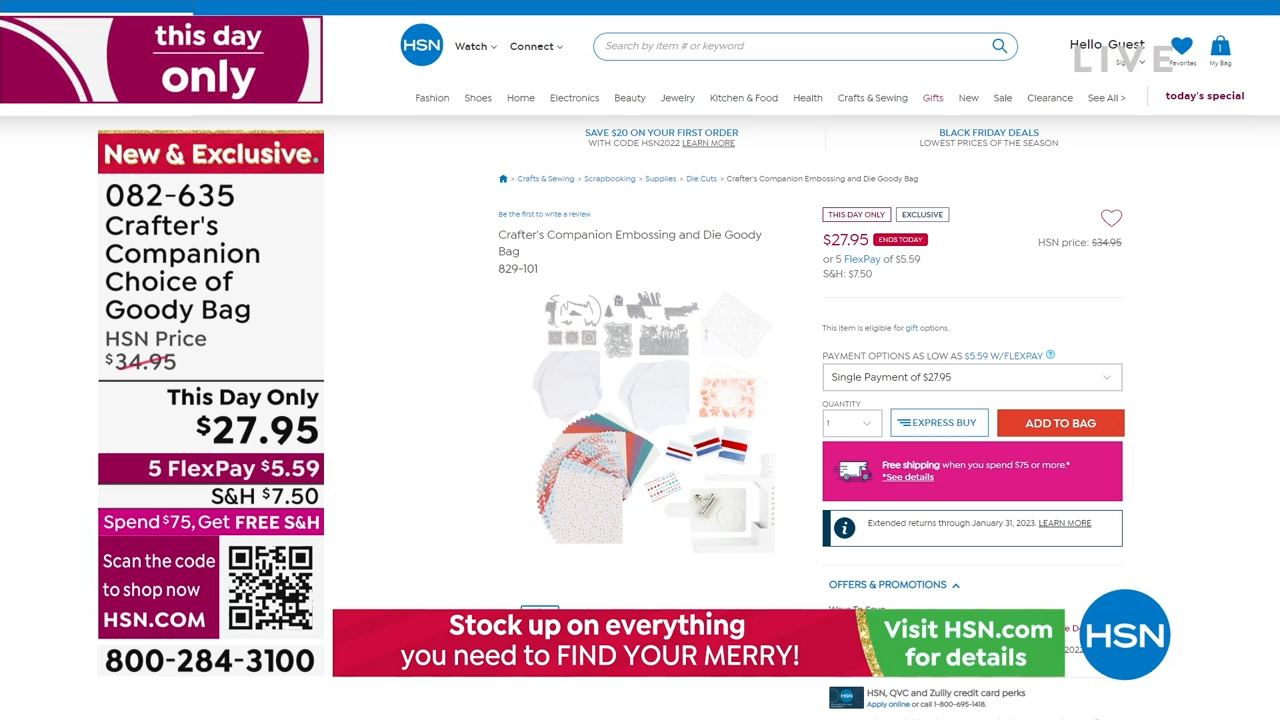 this day
only
New & Exclusive.
082-635
Crafter's
Companion
Choice of
Goody Bag
HSN Price
$34.95
This Day Only
$27.95
5 FlexPay $5.59
S&H $7.50
Spend $75, Get FREE S&H
Scan the code
to shop now
HSN.COM
800-284-3100
HSN
Watch
Connect
Search by item # or keyword
Hello, Guest
LIVE
Favorites
1
My Bag
Fashion Shoes Home Electronics Beauty Jewelry Kitchen & Food Health Crafts & Sewing Gifts New Sale Clearance See All > today's special
SAVE $20 ON YOUR FIRST ORDER
WITH CODE HSN2022 LEARN MORE
BLACK FRIDAY DEALS
LOWEST PRICES OF THE SEASON
> Crafts & Sewing > Scrapbooking > Supplies > Die Cuts > Crafter's Companion Embossing and Die Goody Bag
Be the first to write a review
Crafter's Companion Embossing and Die Goody
Bag
829-101
THIS DAY ONLY EXCLUSIVE
$27.95 ENDS TODAY
HSN price: $34.95
or 5 FlexPay of $5.59
S&H: $7.50
This item is eligible for gift options.
PAYMENT OPTIONS AS LOW AS $5.59 W/FLEXPAY ?
Single Payment of $27.95
QUANTITY
1
EXPRESS BUY
ADD TO BAG
Free shipping when you spend $75 or more.*
*See details
Extended returns through January 31, 2023. LEARN MORE
OFFERS & PROMOTIONS
Stock up on everything
you need to FIND YOUR MERRY!
Visit HSN.com
for details
HSN
HSN, QVC and Zulily credit card perks
Apply online or call 1-800-695-1418.